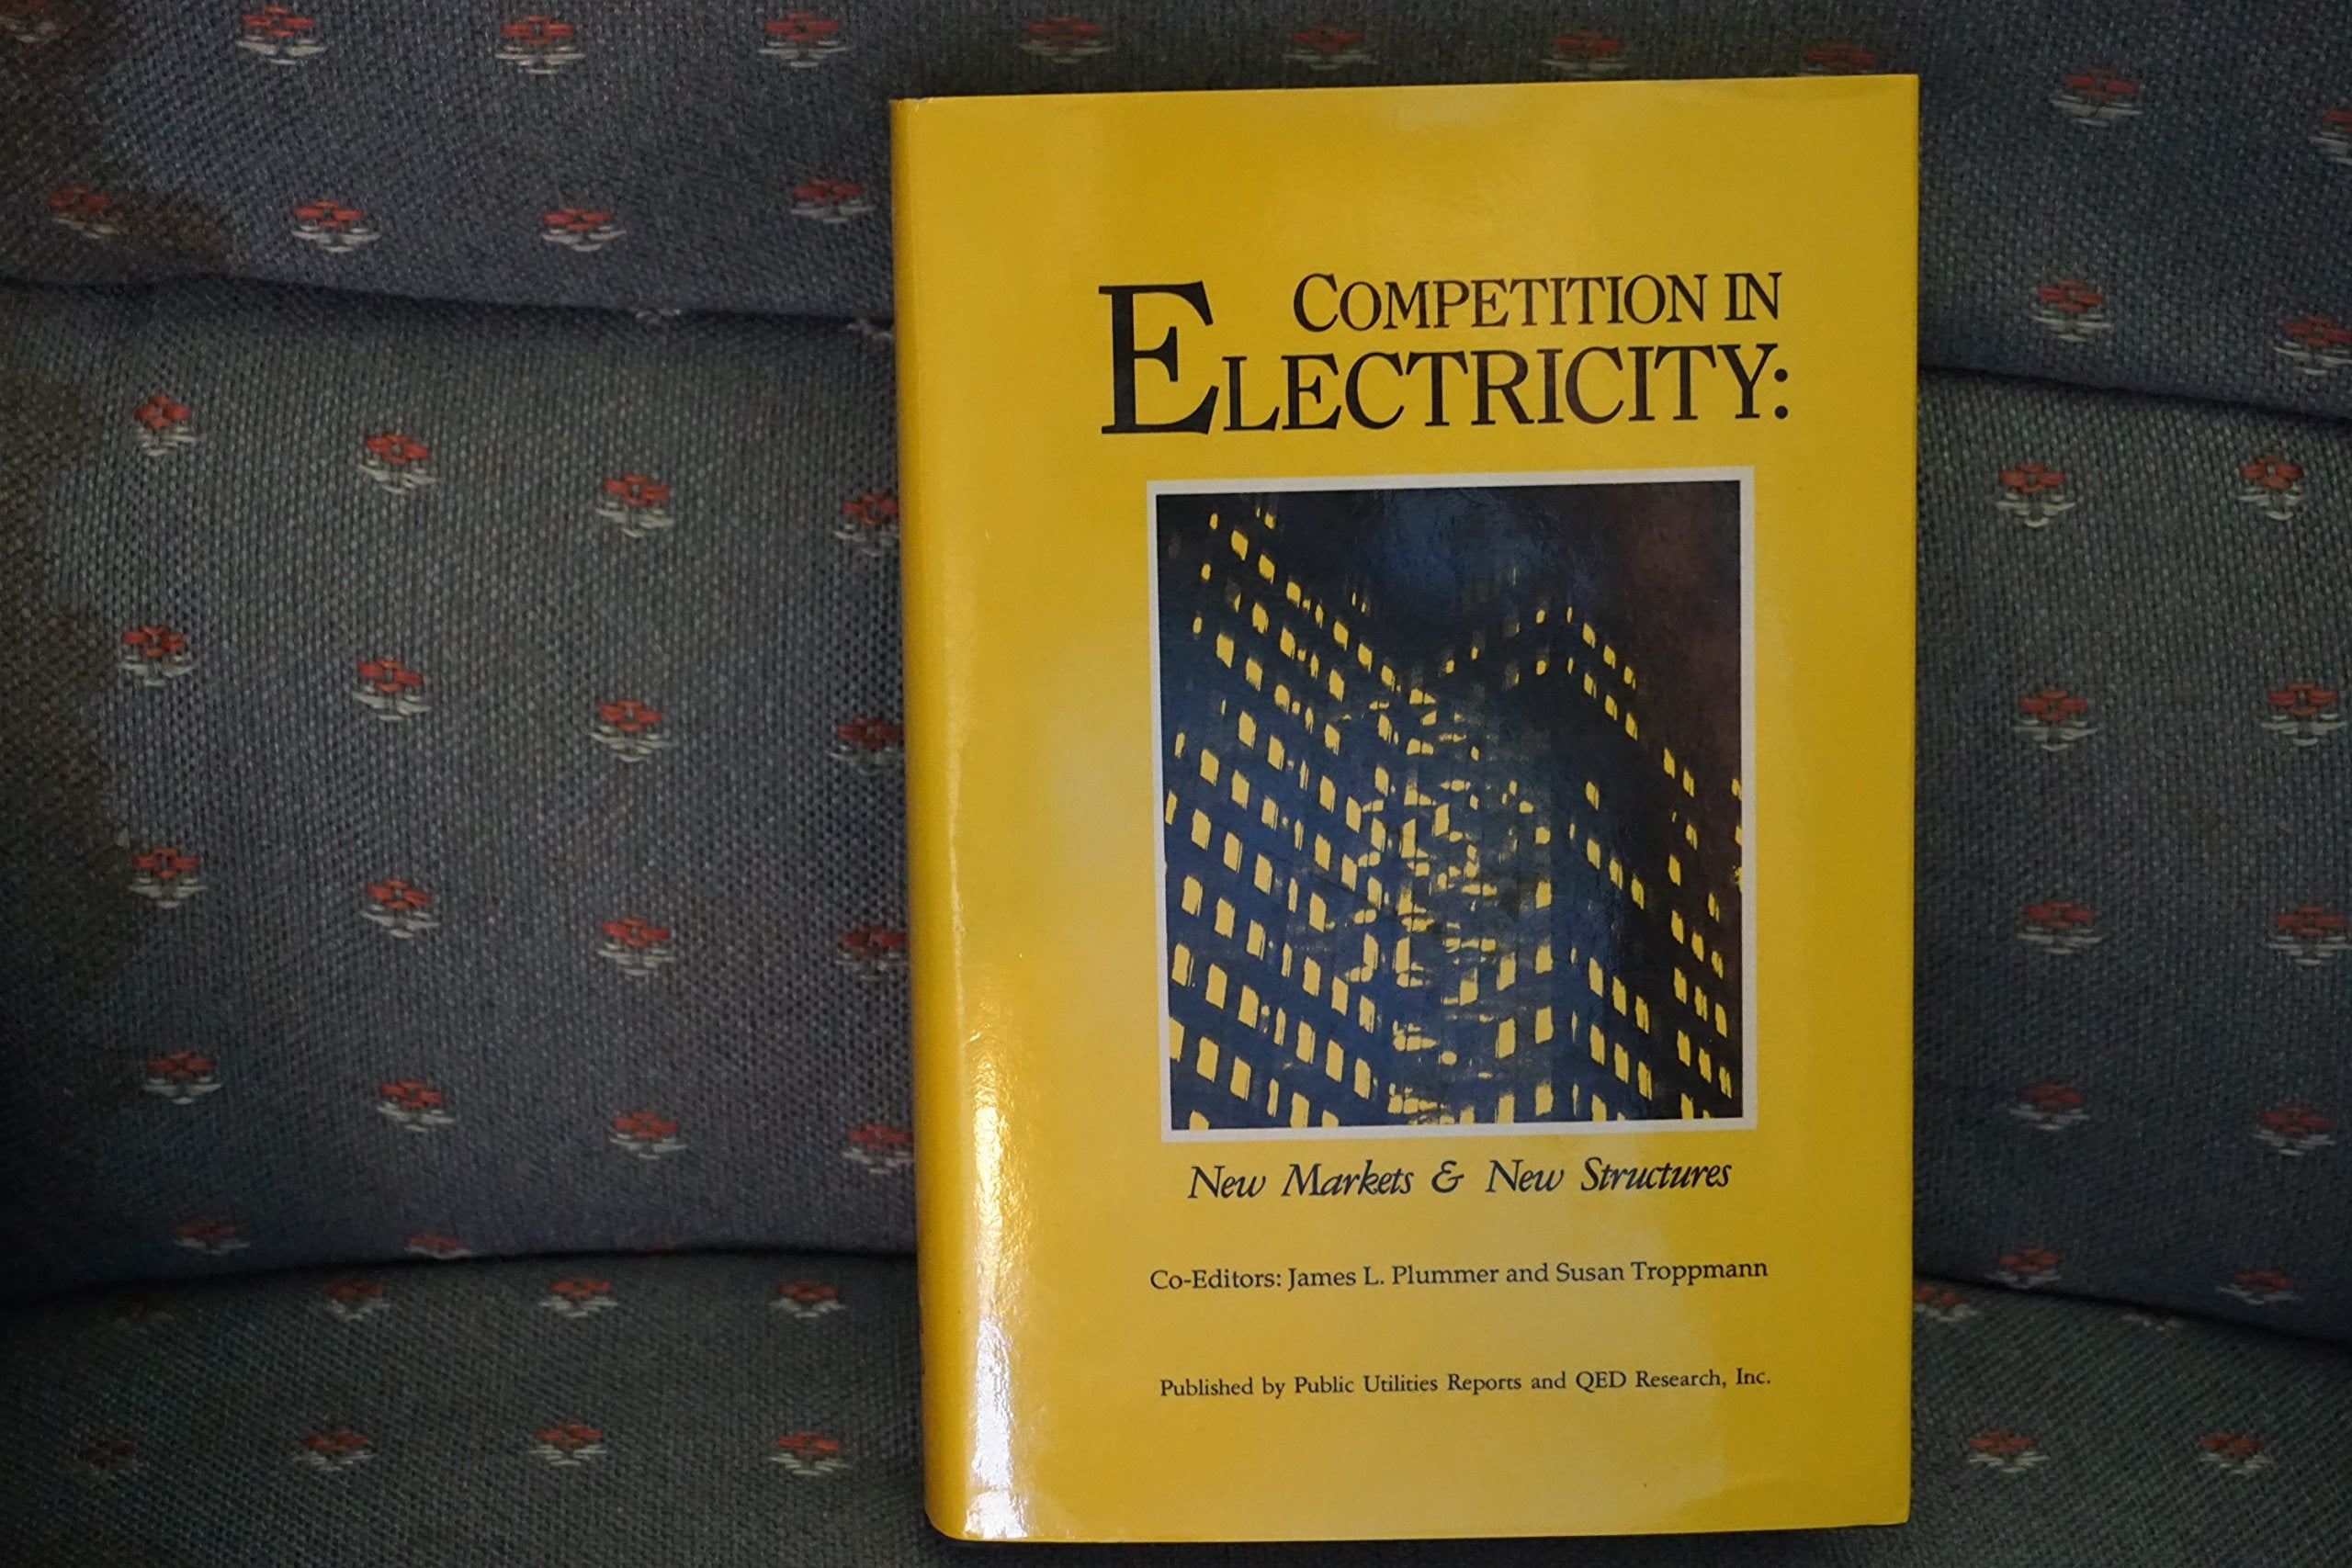 COMPETITION IN
ELECTRICITY:
New Markets & New Structures
Co-Editors: James L. Plummer and Susan Troppmann
Published by Public Utilities Reports and QED Research, Inc.